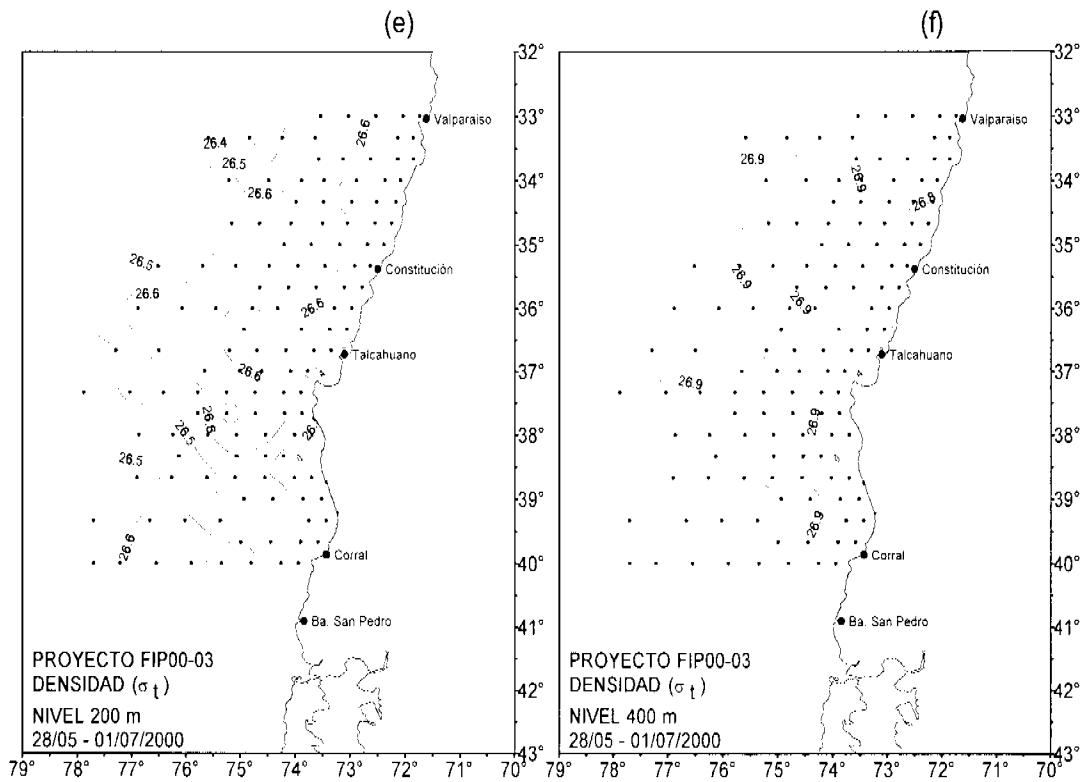 (e)
(f)
32°
33°
34°
35°
36°
37°
38°
39°
40°
41°
42°
43°
79° 78° 77° 76° 75° 74° 73° 72° 71° 70°
Valparaiso
Constitución
Talcahuano
Corral
Ba. San Pedro
26.4
26.5
26.6
26.6
26.5
26.6
26.6
26.6
26.6
26.5
26.5
26.6
26
PROYECTO FIP00-03
DENSIDAD (σ t )
NIVEL 200 m
28/05 - 01/07/2000
32°
33°
34°
35°
36°
37°
38°
39°
40°
41°
42°
43°
79° 78° 77° 76° 75° 74° 73° 72° 71° 70°
Valparaiso
Constitución
Talcahuano
Corral
Ba. San Pedro
26.9
26.9
26.8
26.9
26.9
26.9
26.9
26.9
PROYECTO FIP00-03
DENSIDAD (σ t )
NIVEL 400 m
28/05 - 01/07/2000